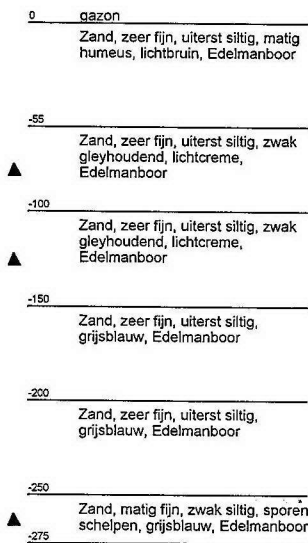 0 gazon
Zand, zeer fijn, uiterst siltig, matig
humeus, lichtbruin, Edelmanboor
-55
Zand, zeer fijn, uiterst siltig, zwak
gleyhoudend, lichtcreme,
Edelmanboor
-100
Zand, zeer fijn, uiterst siltig, zwak
gleyhoudend, lichtcreme,
Edelmanboor
-150
Zand, zeer fijn, uiterst siltig,
grijsblauw, Edelmanboor
-200
Zand, zeer fijn, uiterst siltig,
grijsblauw, Edelmanboor
-250
Zand, matig fijn, zwak siltig, sporen
schelpen, grijsblauw, Edelmanboor
-275